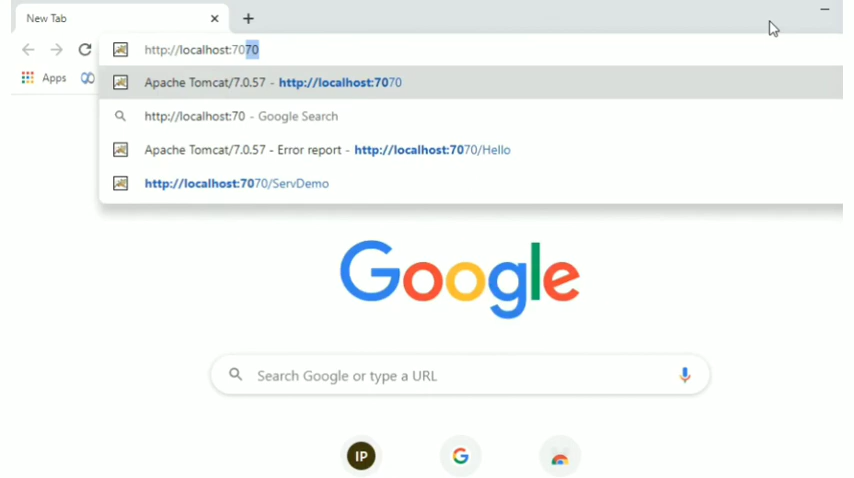 New Tab
http://localhost:7070
Apps
Apache Tomcat/7.0.57 - http://localhost:7070
http://localhost:70 - Google Search
Apache Tomcat/7.0.57 - Error report - http://localhost:7070/Hello
http://localhost:7070/ServDemo
Google
Search Google or type a URL
IP